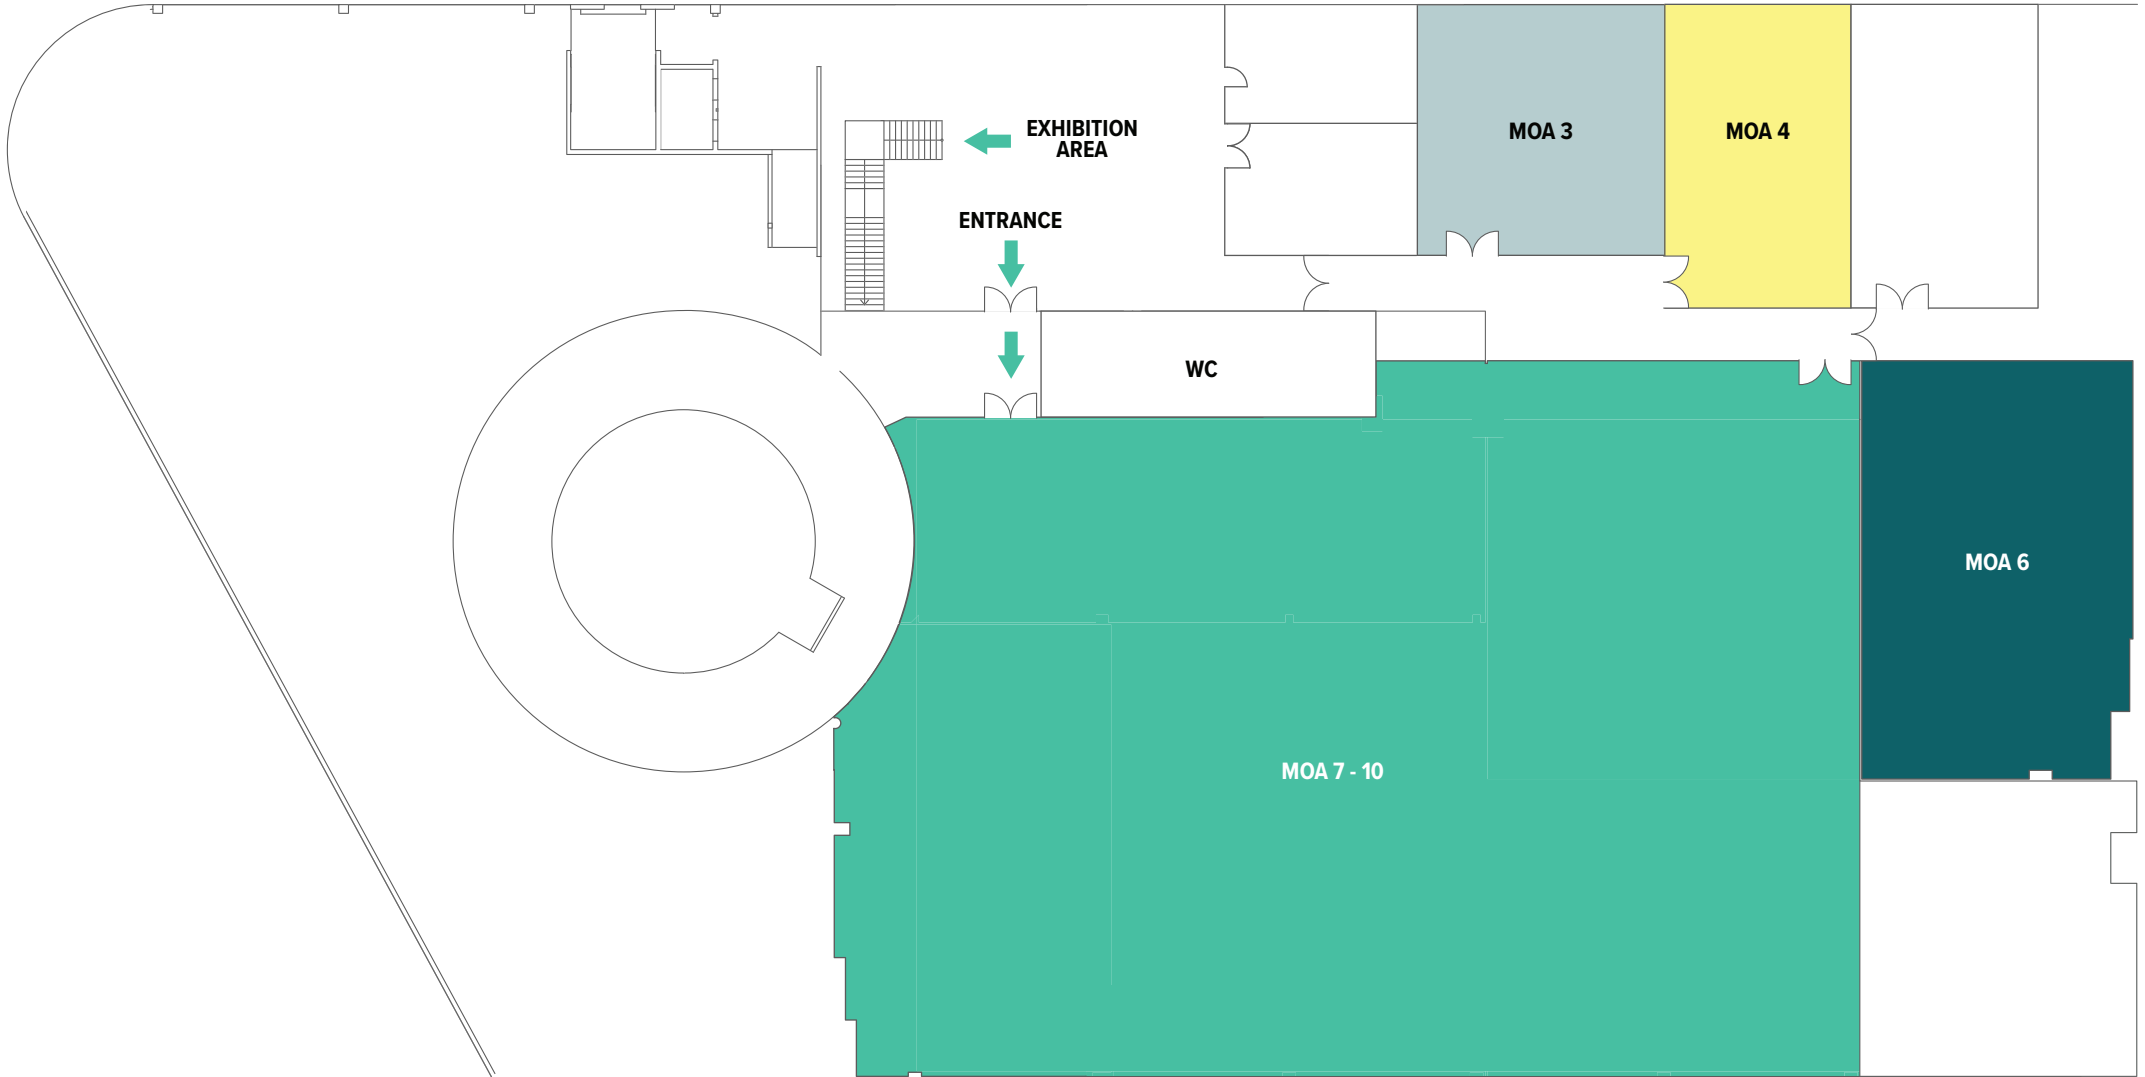 EXHIBITION
AREA
MOA 3
MOA 4
ENTRANCE
WC
MOA 6
MOA 7 - 10